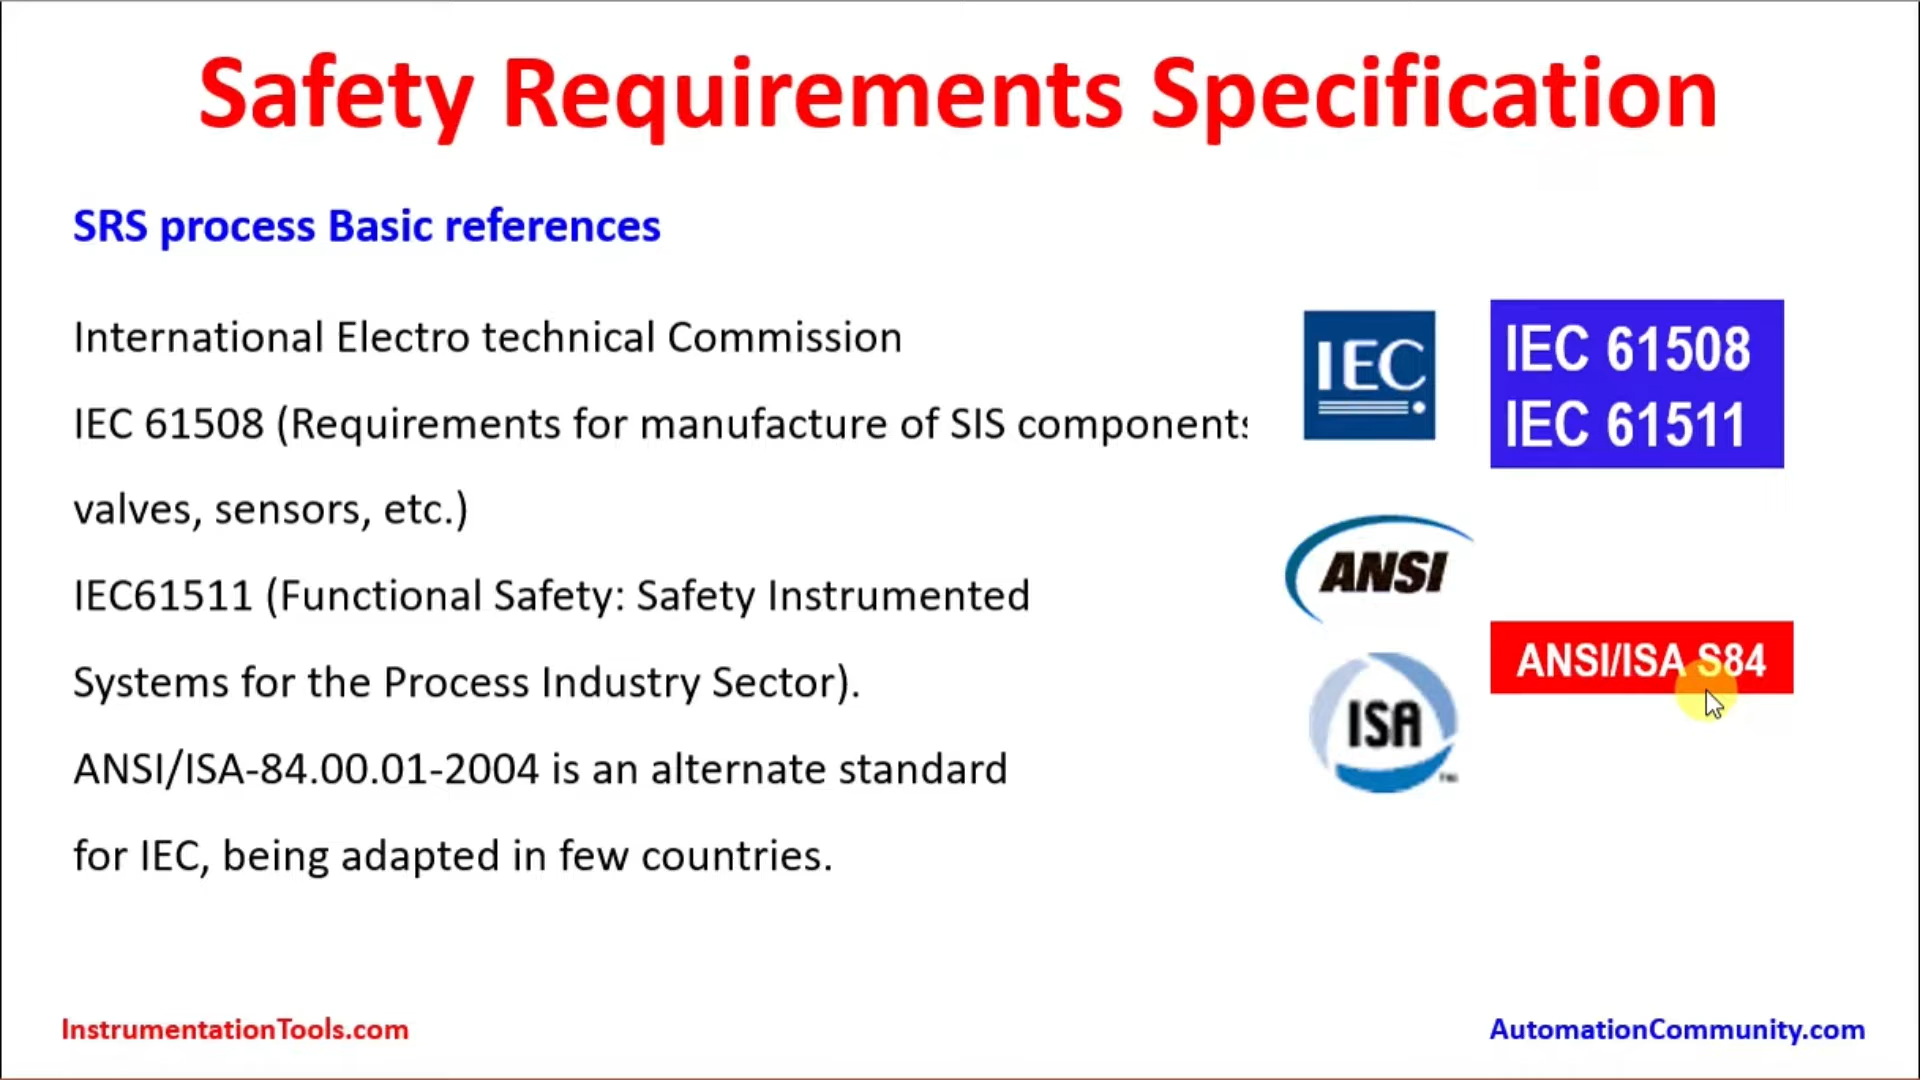 Safety Requirements Specification
SRS process Basic references
International Electro technical Commission
IEC 61508 (Requirements for manufacture of SIS components
valves, sensors, etc.)
IEC61511 (Functional Safety: Safety Instrumented
Systems for the Process Industry Sector).
ANSI/ISA-84.00.01-2004 is an alternate standard
for IEC, being adapted in few countries.
IEC
IEC 61508
IEC 61511
ANSI
ANSI/ISA S84
ISA
InstrumentationTools.com
AutomationCommunity.com